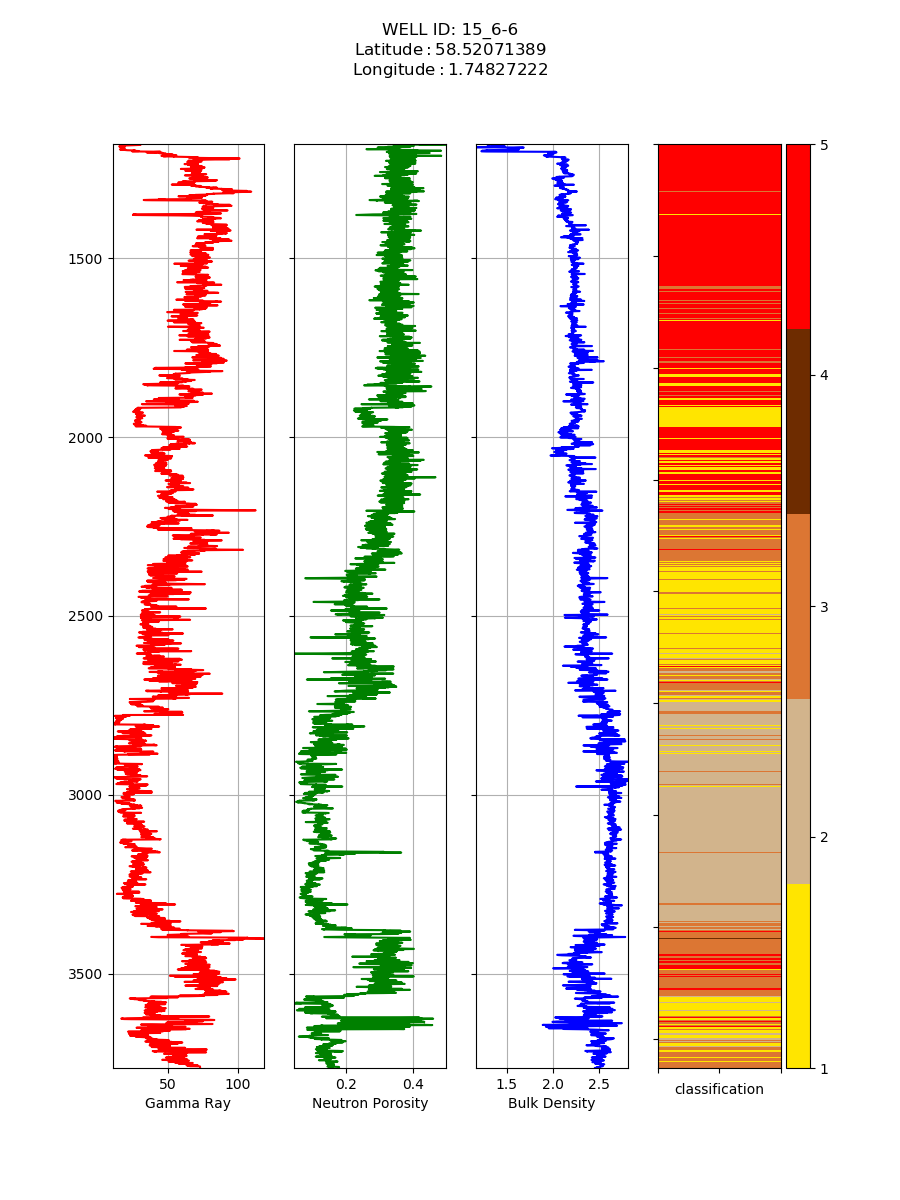 WELL ID: 15_6-6
Latitude : 58.52071389
Longitude : 1.74827222
1500
2000
2500
3000
3500
50 100
0.2 0.4
1.5 2.0 2.5
Gamma Ray
Neutron Porosity
Bulk Density
classification
5
4
3
2
1